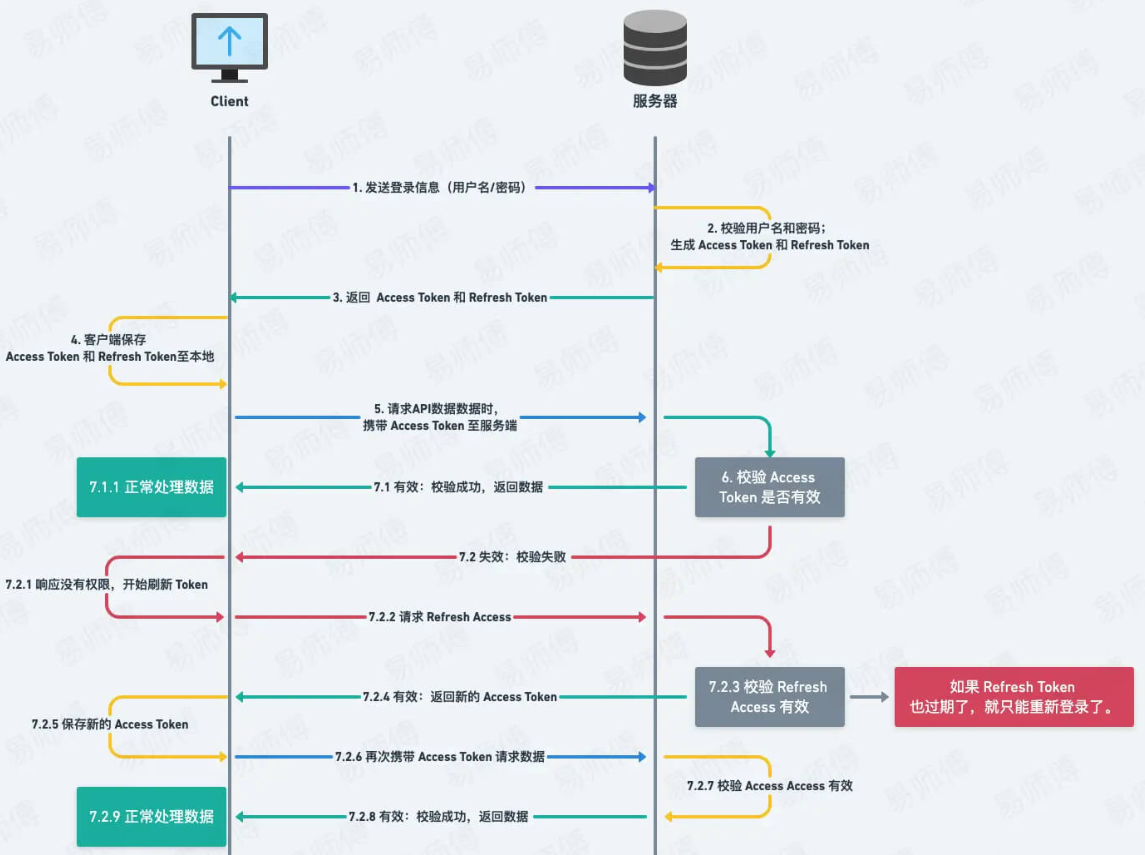 Client
服务器
1. 发送登录信息（用户名/密码）
2. 校验用户名和密码；
生成 Access Token 和 Refresh Token
3. 返回 Access Token 和 Refresh Token
4. 客户端保存
Access Token 和 Refresh Token至本地
5. 请求API数据数据时，
携带 Access Token 至服务端
6. 校验 Access
Token 是否有效
7.1 有效：校验成功，返回数据
7.1.1 正常处理数据
7.2 失效：校验失败
7.2.1 响应没有权限，开始刷新 Token
7.2.2 请求 Refresh Access
7.2.3 校验 Refresh
Access 有效
如果 Refresh Token
也过期了，就只能重新登录了。
7.2.4 有效：返回新的 Access Token
7.2.5 保存新的 Access Token
7.2.6 再次携带 Access Token 请求数据
7.2.7 校验 Access Access 有效
7.2.8 有效：校验成功，返回数据
7.2.9 正常处理数据
易师傅